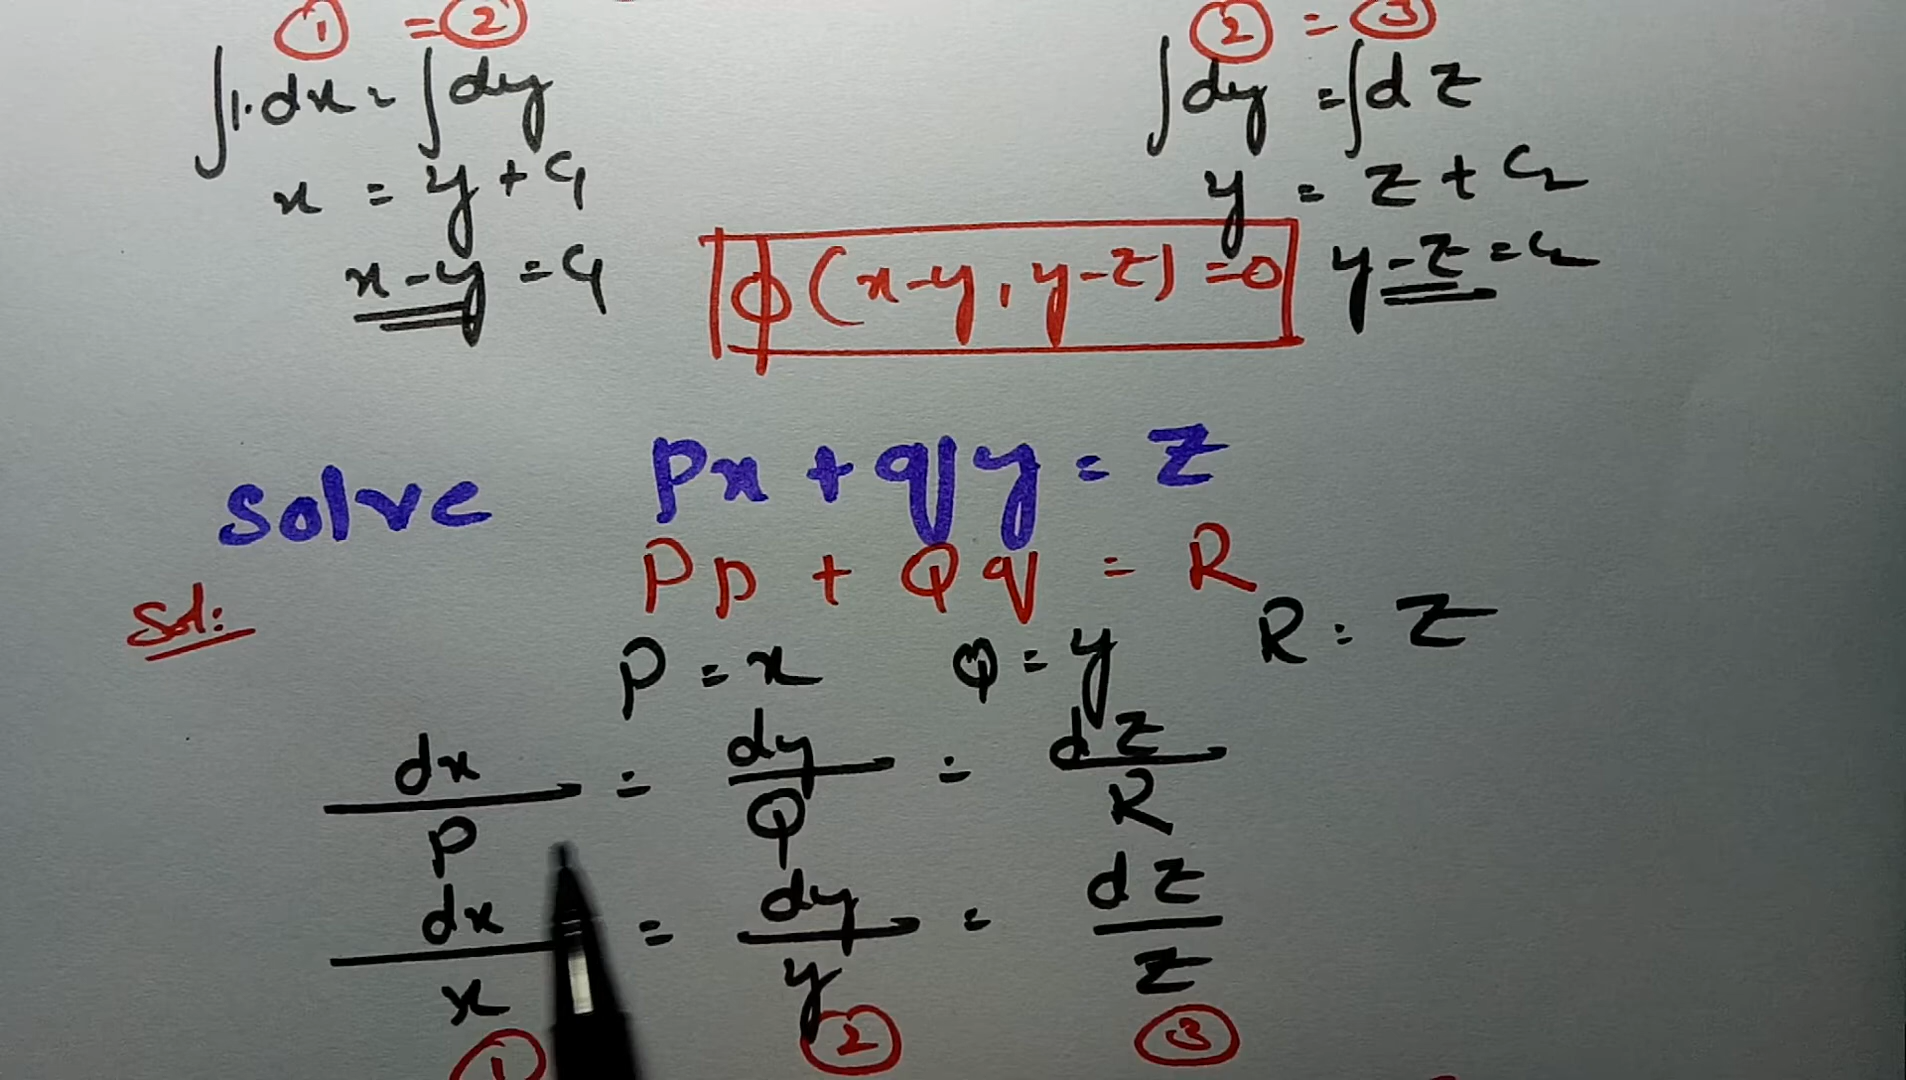 ① = ② ② = ③
∫1·dx = ∫dy ∫dy = ∫dz
x = y + c₁ y = z + c₂
x-y = c₁ ϕ(x-y, y-z) = 0 y-z = c₂
Solve px + qy = z
Sol: Pp + Qq = R
P = x Q = y R = z
dx/P = dy/Q = dz/R
dx/x = dy/y = dz/z
① ② ③